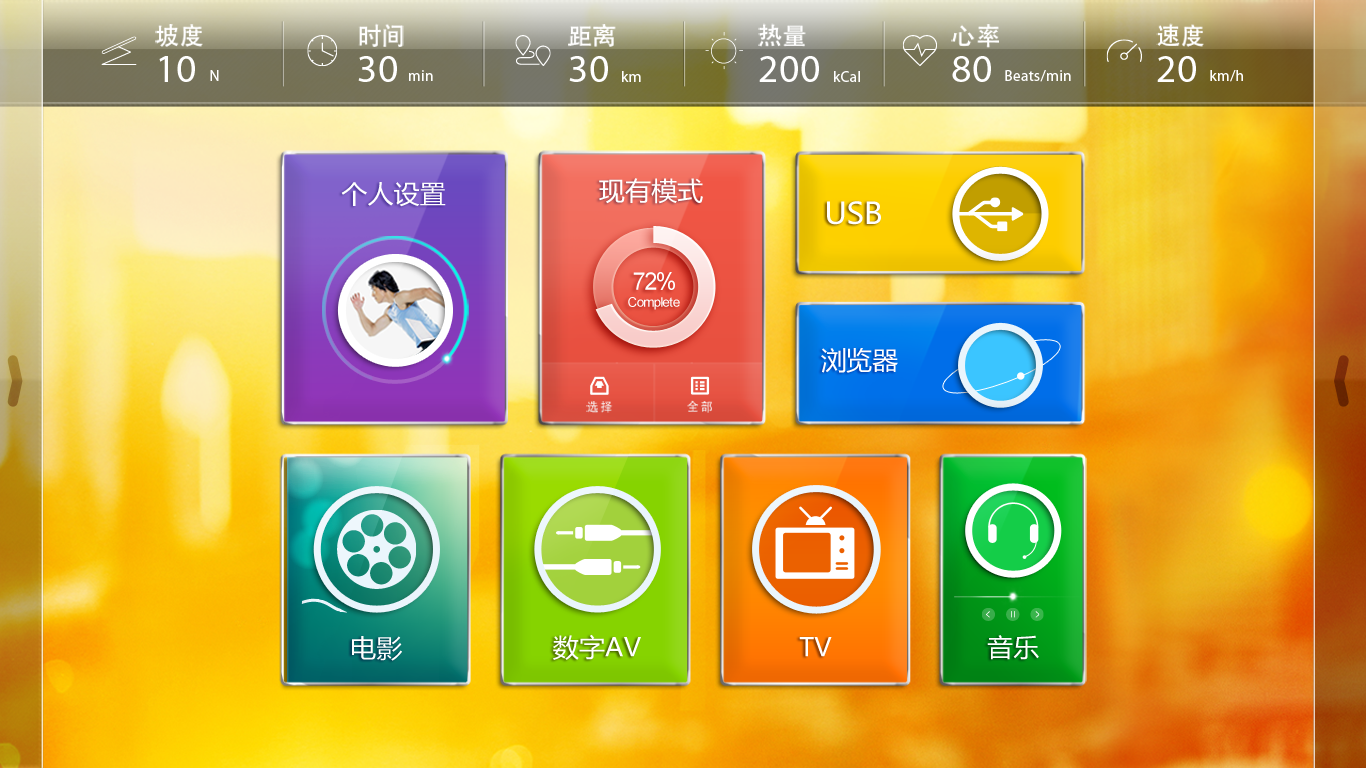 坡度
10 N
时间
30 min
距离
30 km
热量
200 kCal
心率
80 Beats/min
速度
20 km/h
个人设置
现有模式
72%
Complete
选择
全部
USB
浏览器
电影
数字AV
TV
音乐